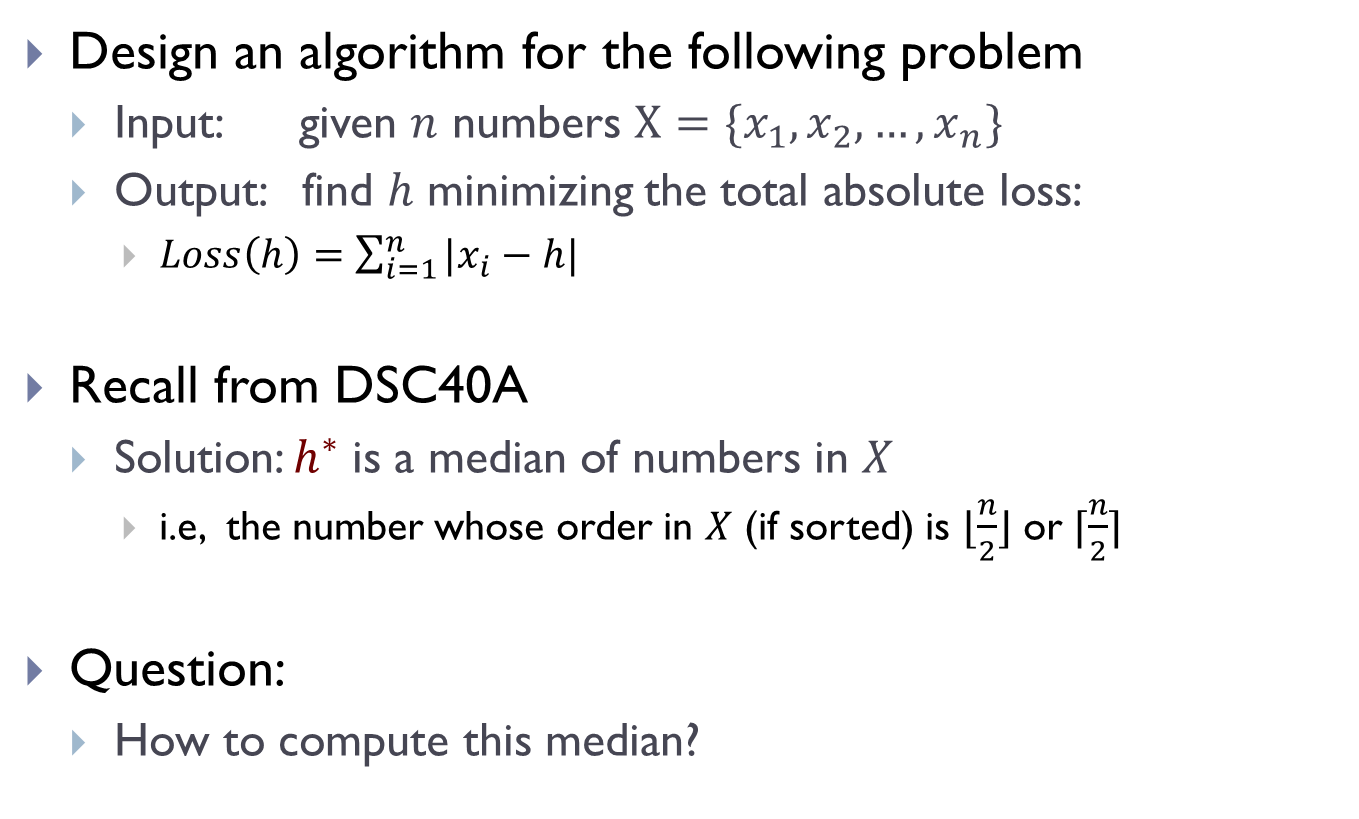 Design an algorithm for the following problem
Input: given n numbers X = {x₁, x₂, … , xₙ}
Output: find h minimizing the total absolute loss:
Loss(h) = ∑ⁿᵢ₌₁ |xᵢ − h|
Recall from DSC40A
Solution: h* is a median of numbers in X
i.e, the number whose order in X (if sorted) is ⌊n/2⌋ or ⌈n/2⌉
Question:
How to compute this median?